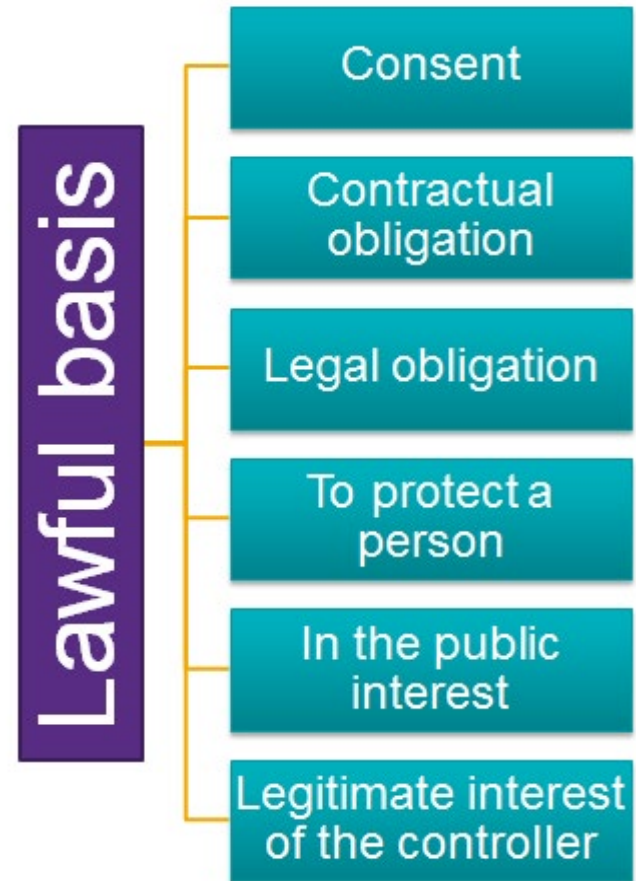 Lawful basis
Consent
Contractual
obligation
Legal obligation
To protect a
person
In the public
interest
Legitimate interest
of the controller